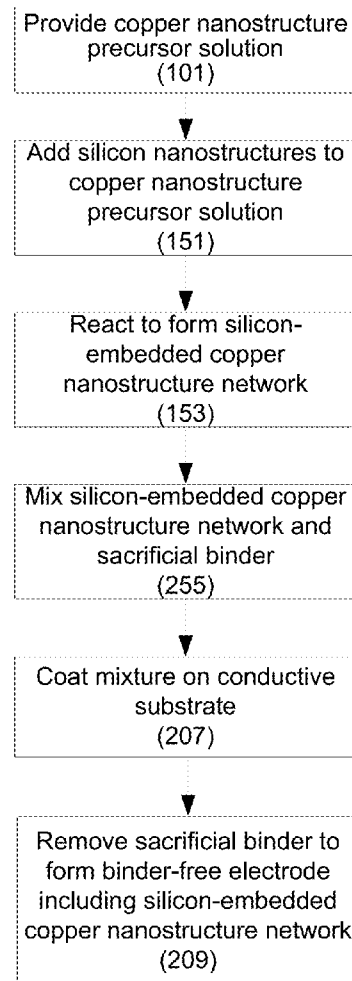 Provide copper nanostructure
precursor solution
(101)
Add silicon nanostructures to
copper nanostructure
precursor solution
(151)
React to form silicon-
embedded copper
nanostructure network
(153)
Mix silicon-embedded copper
nanostructure network and
sacrificial binder
(255)
Coat mixture on conductive
substrate
(207)
Remove sacrificial binder to
form binder-free electrode
including silicon-embedded
copper nanostructure network
(209)